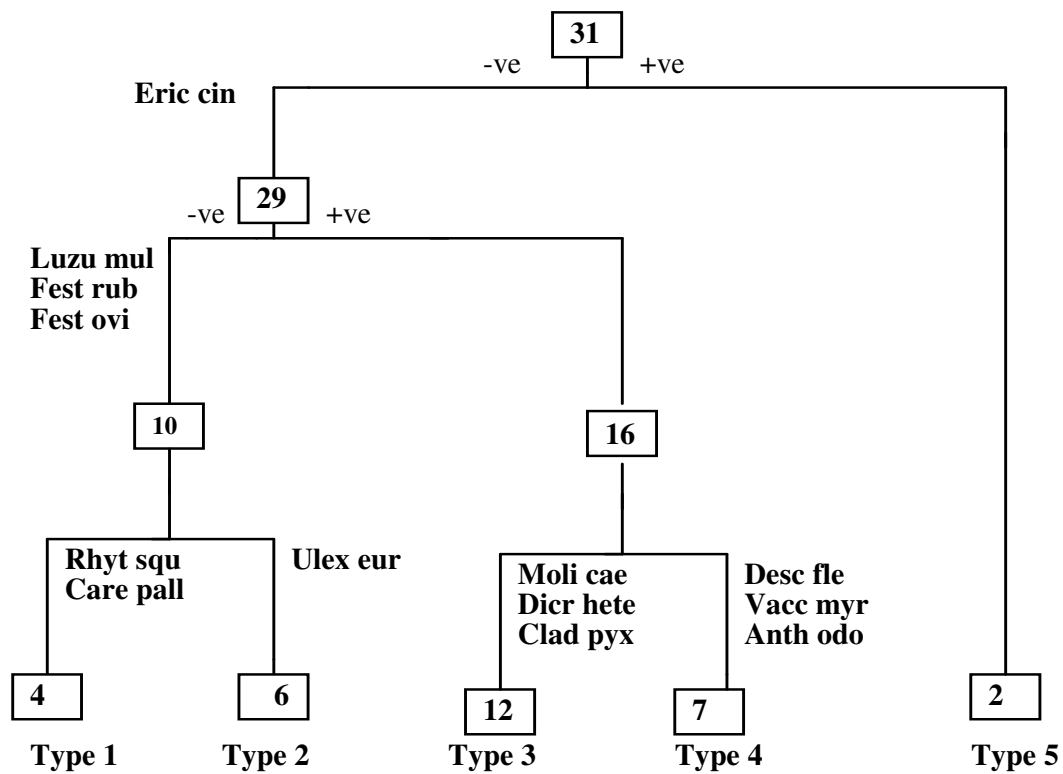 31
-ve +ve
Eric cin
29
-ve +ve
Luzu mul
Fest rub
Fest ovi
10
16
Rhyt squ
Care pall
Ulex eur
Moli cae
Dicr hete
Clad pyx
Desc fle
Vacc myr
Anth odo
4 6 12 7 2
Type 1 Type 2 Type 3 Type 4 Type 5